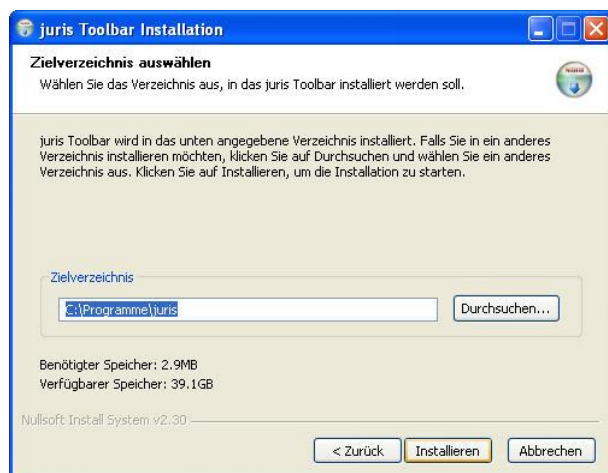 juris Toolbar Installation
Zielverzeichnis auswählen
Wählen Sie das Verzeichnis aus, in das juris Toolbar installiert werden soll.
juris Toolbar wird in das unten angegebene Verzeichnis installiert. Falls Sie in ein anderes
Verzeichnis installieren möchten, klicken Sie auf Durchsuchen und wählen Sie ein anderes
Verzeichnis aus. Klicken Sie auf Installieren, um die Installation zu starten.
Zielverzeichnis
C:\Programme\juris
Durchsuchen...
Benötigter Speicher: 2.9MB
Verfügbarer Speicher: 39.1GB
Nullsoft Install System v2.30
< Zurück
Installieren
Abbrechen